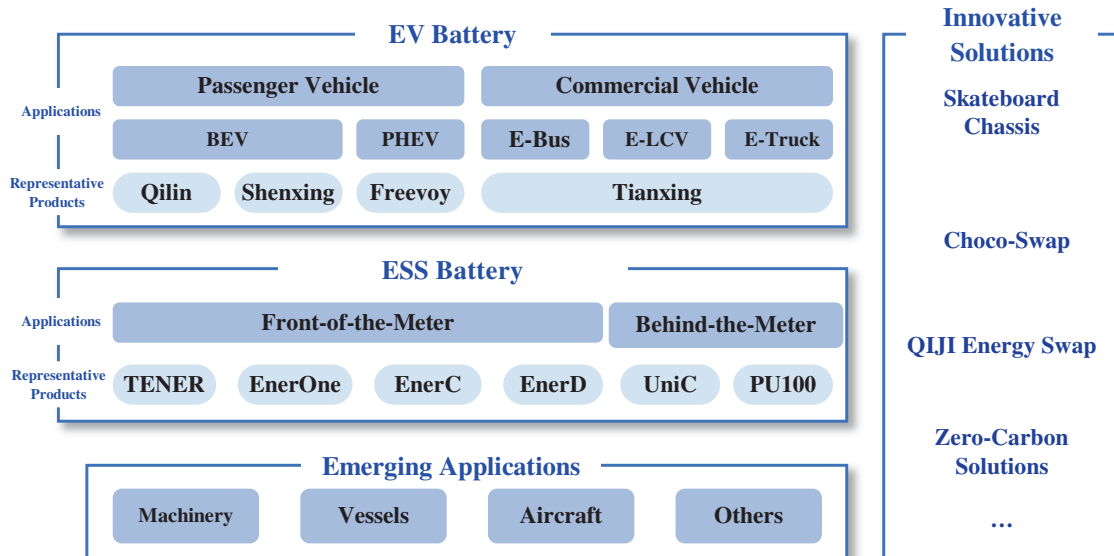 EV Battery
Applications
Passenger Vehicle
Commercial Vehicle
BEV
PHEV
E-Bus
E-LCV
E-Truck
Representative
Products
Qilin
Shenxing
Freevoy
Tianxing
ESS Battery
Applications
Front-of-the-Meter
Behind-the-Meter
Representative
Products
TENER
EnerOne
EnerC
EnerD
UniC
PU100
Emerging Applications
Machinery
Vessels
Aircraft
Others
Innovative
Solutions
Skateboard
Chassis
Choco-Swap
QIJI Energy Swap
Zero-Carbon
Solutions
...